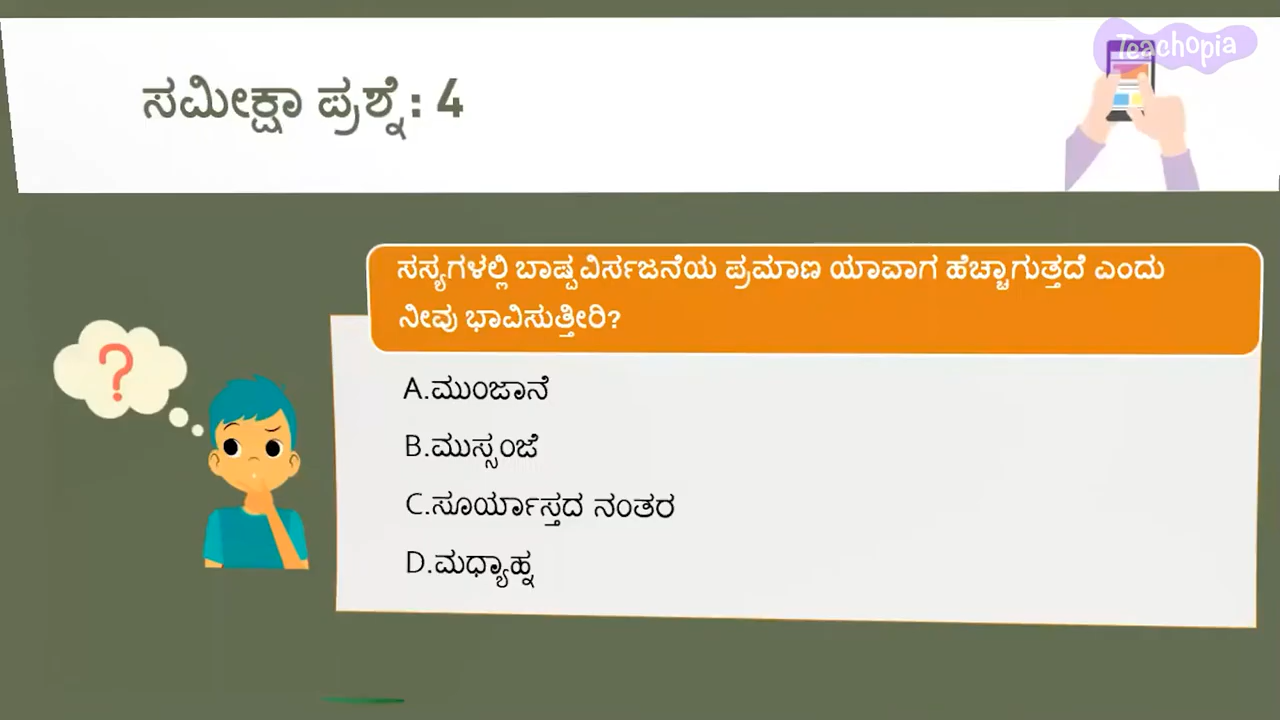 Teachopia
ಸಮೀಕ್ಷಾ ಪ್ರಶ್ನೆ: 4
ಸಸ್ಯಗಳಲ್ಲಿ ಬಾಷ್ಪವಿರ್ಸಜನೆಯ ಪ್ರಮಾಣ ಯಾವಾಗ ಹೆಚ್ಚಾಗುತ್ತದೆ ಎಂದು
ನೀವು ಭಾವಿಸುತ್ತೀರಿ?
A.ಮುಂಜಾನೆ
B.ಮುಸ್ಸಂಜೆ
C.ಸೂರ್ಯಾಸ್ತದ ನಂತರ
D.ಮಧ್ಯಾಹ್ನ
?